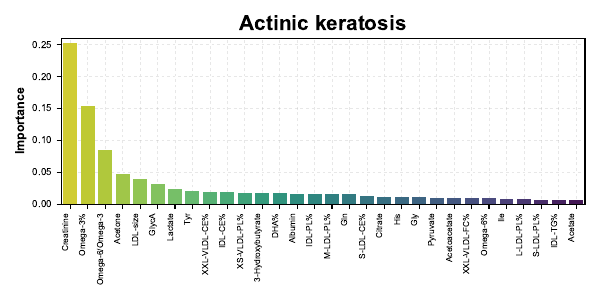 Actinic keratosis
Importance
0.25
0.20
0.15
0.10
0.05
0.00
Creatinine
Omega-3%
Omega-6/Omega-3
Acetone
LDL-size
GlycA
Lactate
Tyr
XXL-VLDL-CE%
IDL-CE%
XS-VLDL-PL%
3-Hydroxybutyrate
DHA%
Albumin
IDL-PL%
M-LDL-PL%
Gln
S-LDL-CE%
Citrate
His
Gly
Pyruvate
Acetoacetate
XXL-VLDL-FC%
Omega-6%
Ile
L-LDL-PL%
S-LDL-PL%
IDL-TG%
Acetate